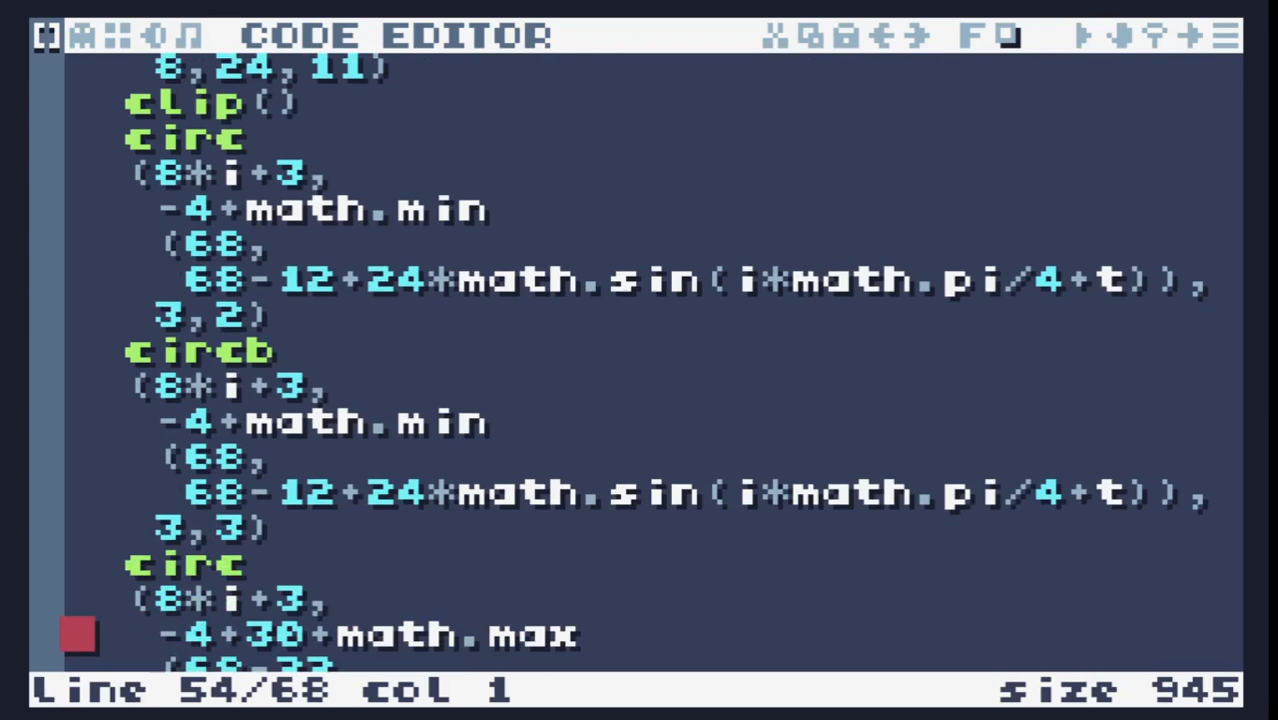 CODE EDITOR F
8,24,11)
clip()
circ
(8*i+3,
-4+math.min
(68,
68-12+24*math.sin(i*math.pi/4+t)),
3,2)
circb
(8*i+3,
-4+math.min
(68,
68-12+24*math.sin(i*math.pi/4+t)),
3,3)
circ
(8*i+3,
-4+30+math.max
line 54/68 col 1 size 945